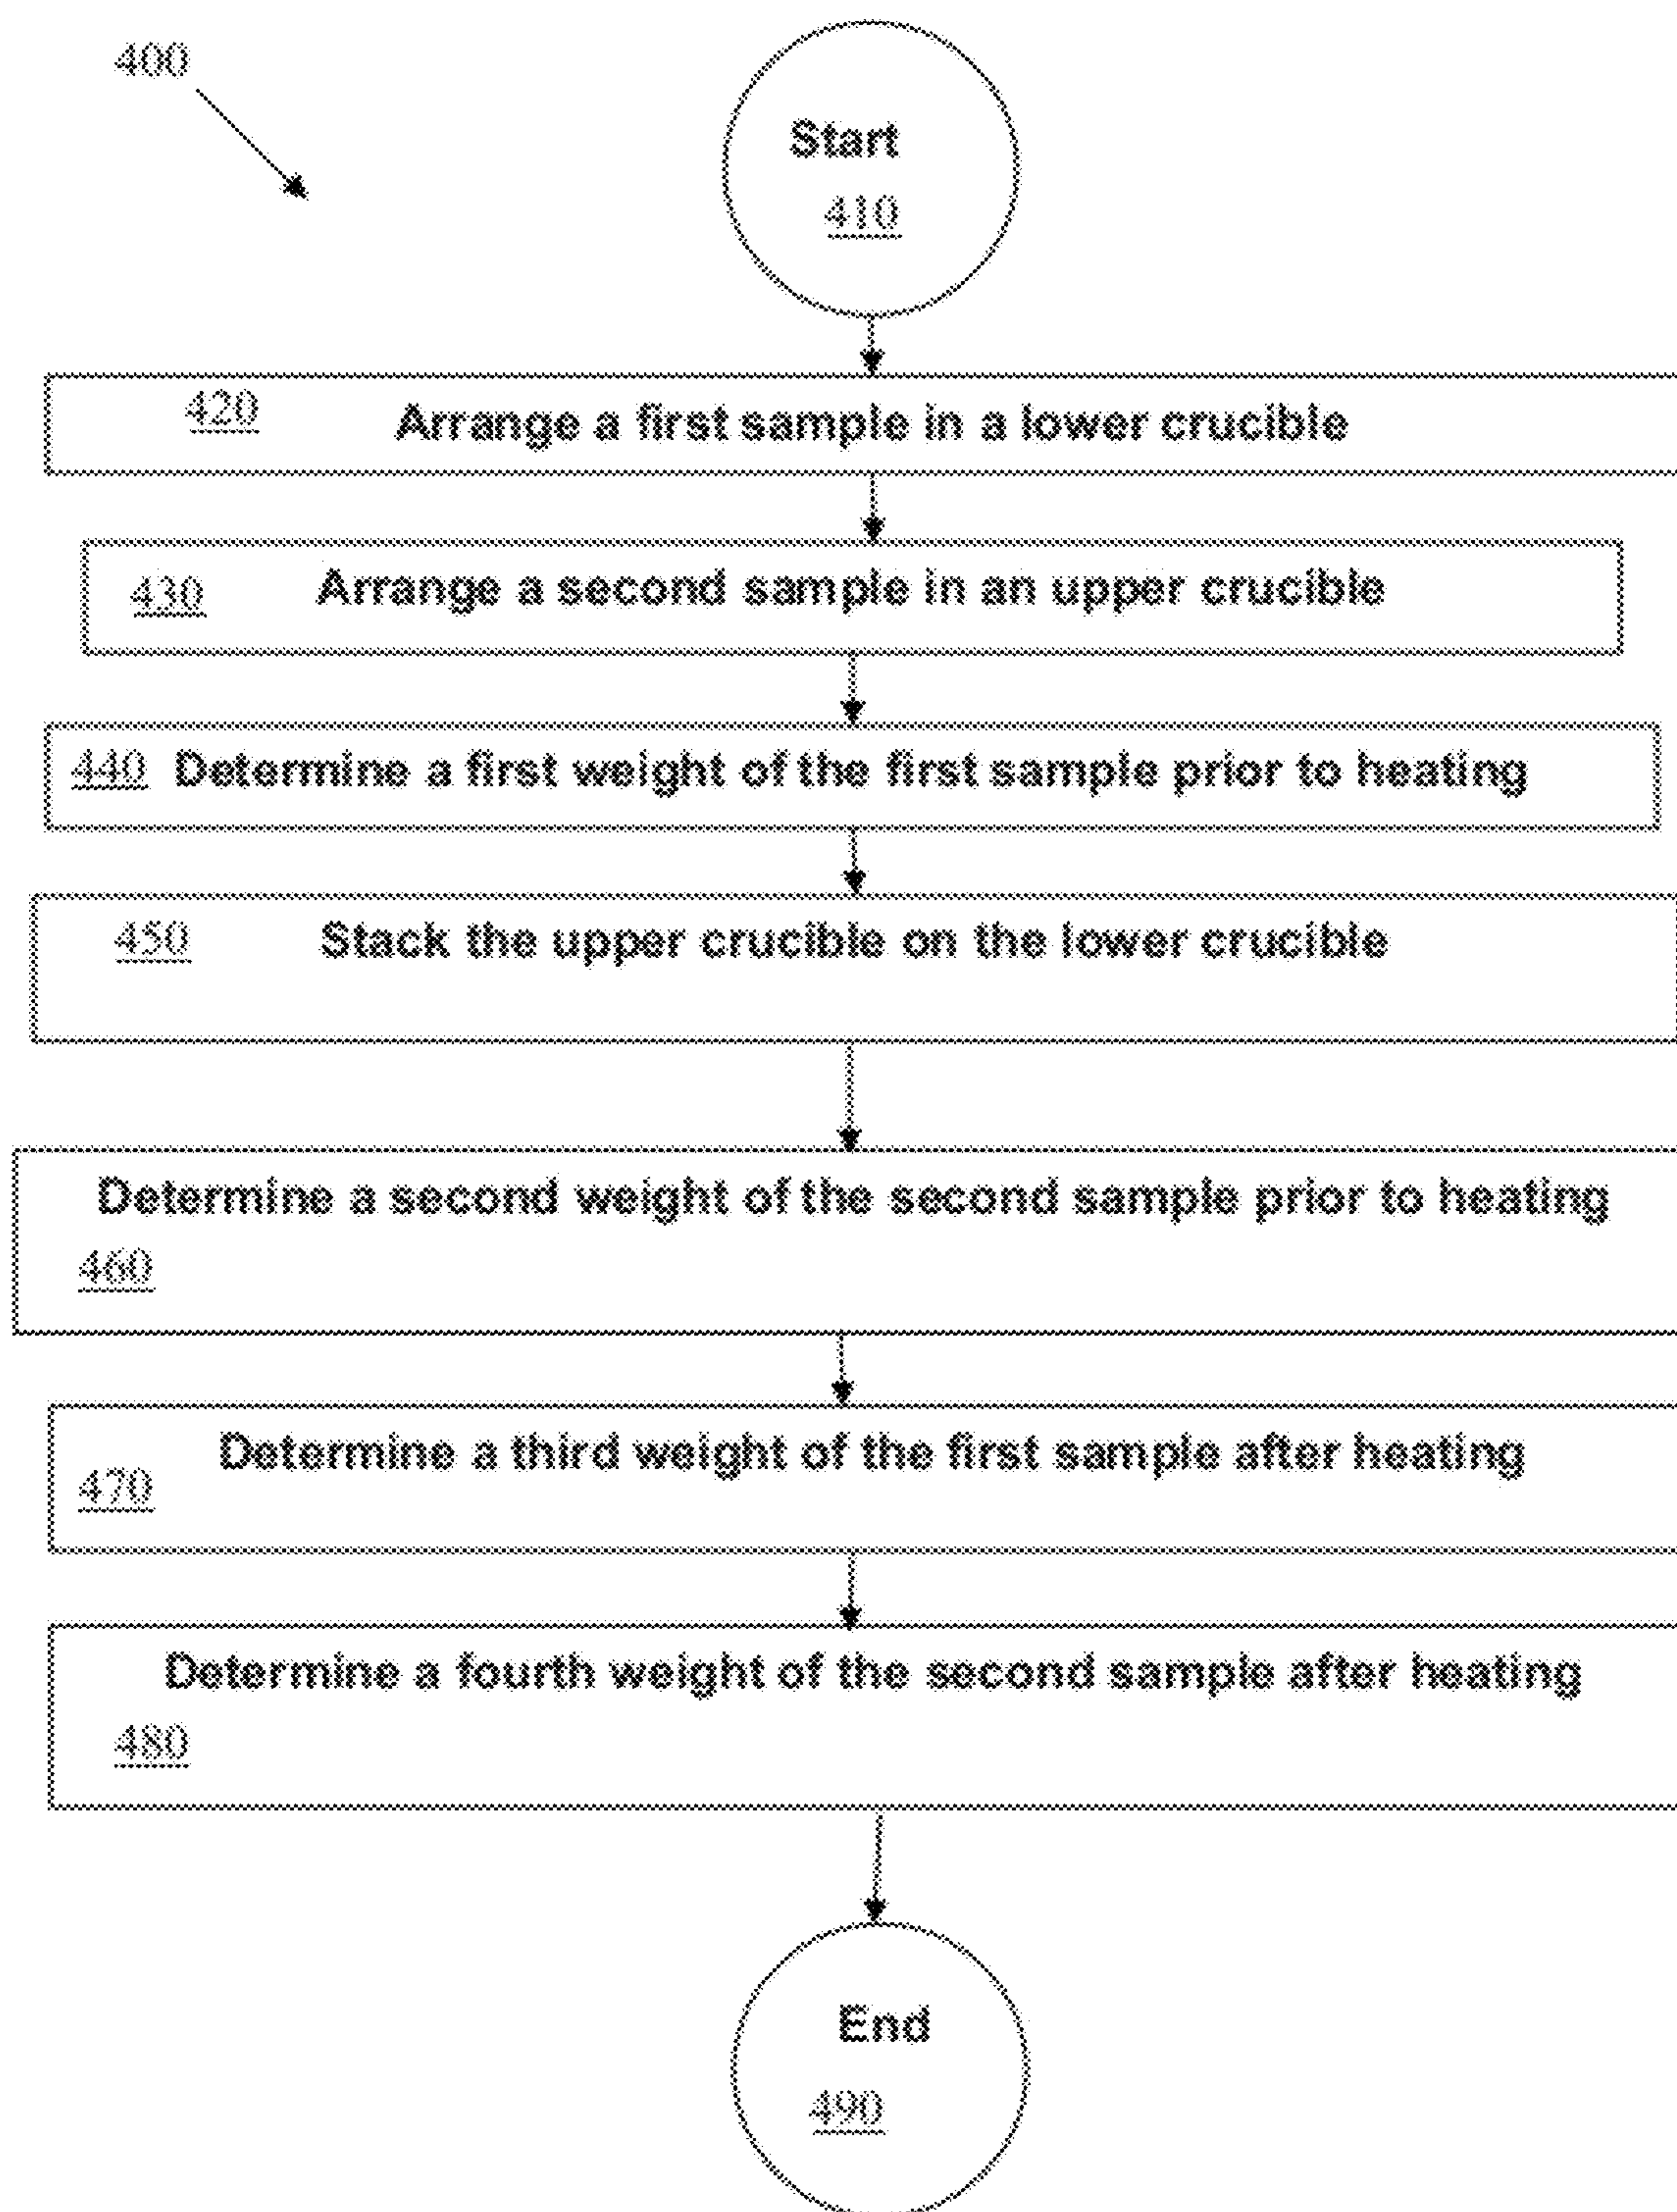 400
Start
410
420 Arrange a first sample in a lower crucible
430 Arrange a second sample in an upper crucible
440 Determine a first weight of the first sample prior to heating
450 Stack the upper crucible on the lower crucible
Determine a second weight of the second sample prior to heating
460
Determine a third weight of the first sample after heating
470
Determine a fourth weight of the second sample after heating
480
End
490